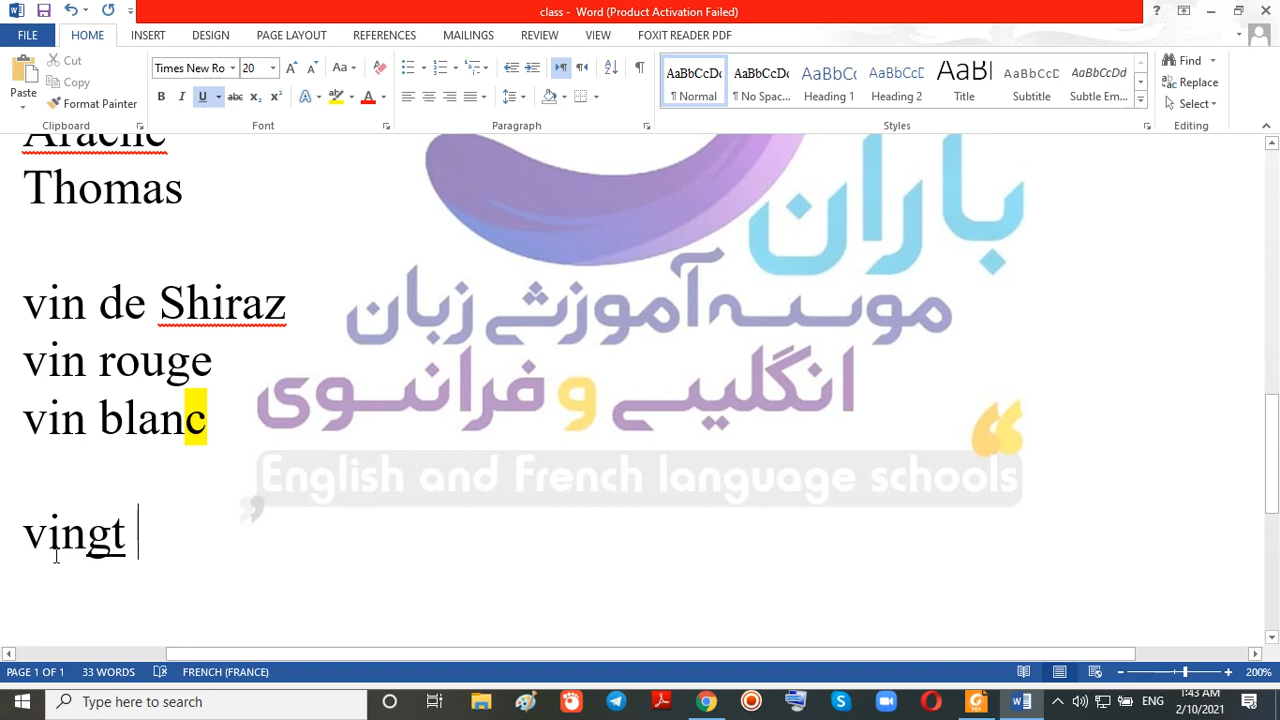 class - Word (Product Activation Failed)
FILE HOME INSERT DESIGN PAGE LAYOUT REFERENCES MAILINGS REVIEW VIEW FOXIT READER PDF
Paste
Cut
Copy
Format Painter
Clipboard
Times New Ro 20
Font
Paragraph
AaBbCcDc AaBbCcDc AaBbCc AaBbCcC AaBl AaBbCcD AaBbCcDc
¶ Normal ¶ No Spac... Heading 1 Heading 2 Title Subtitle Subtle Em...
Styles
Find
Replace
Select
Editing
Arache
Thomas
vin de Shiraz
vin rouge
vin blanc
vingt
باران
موسسه آموزشی زبان
انگلیسی و فرانسوی
English and French language schools
PAGE 1 OF 1 33 WORDS FRENCH (FRANCE) 200%
Type here to search
ENG
1:43 AM
2/10/2021